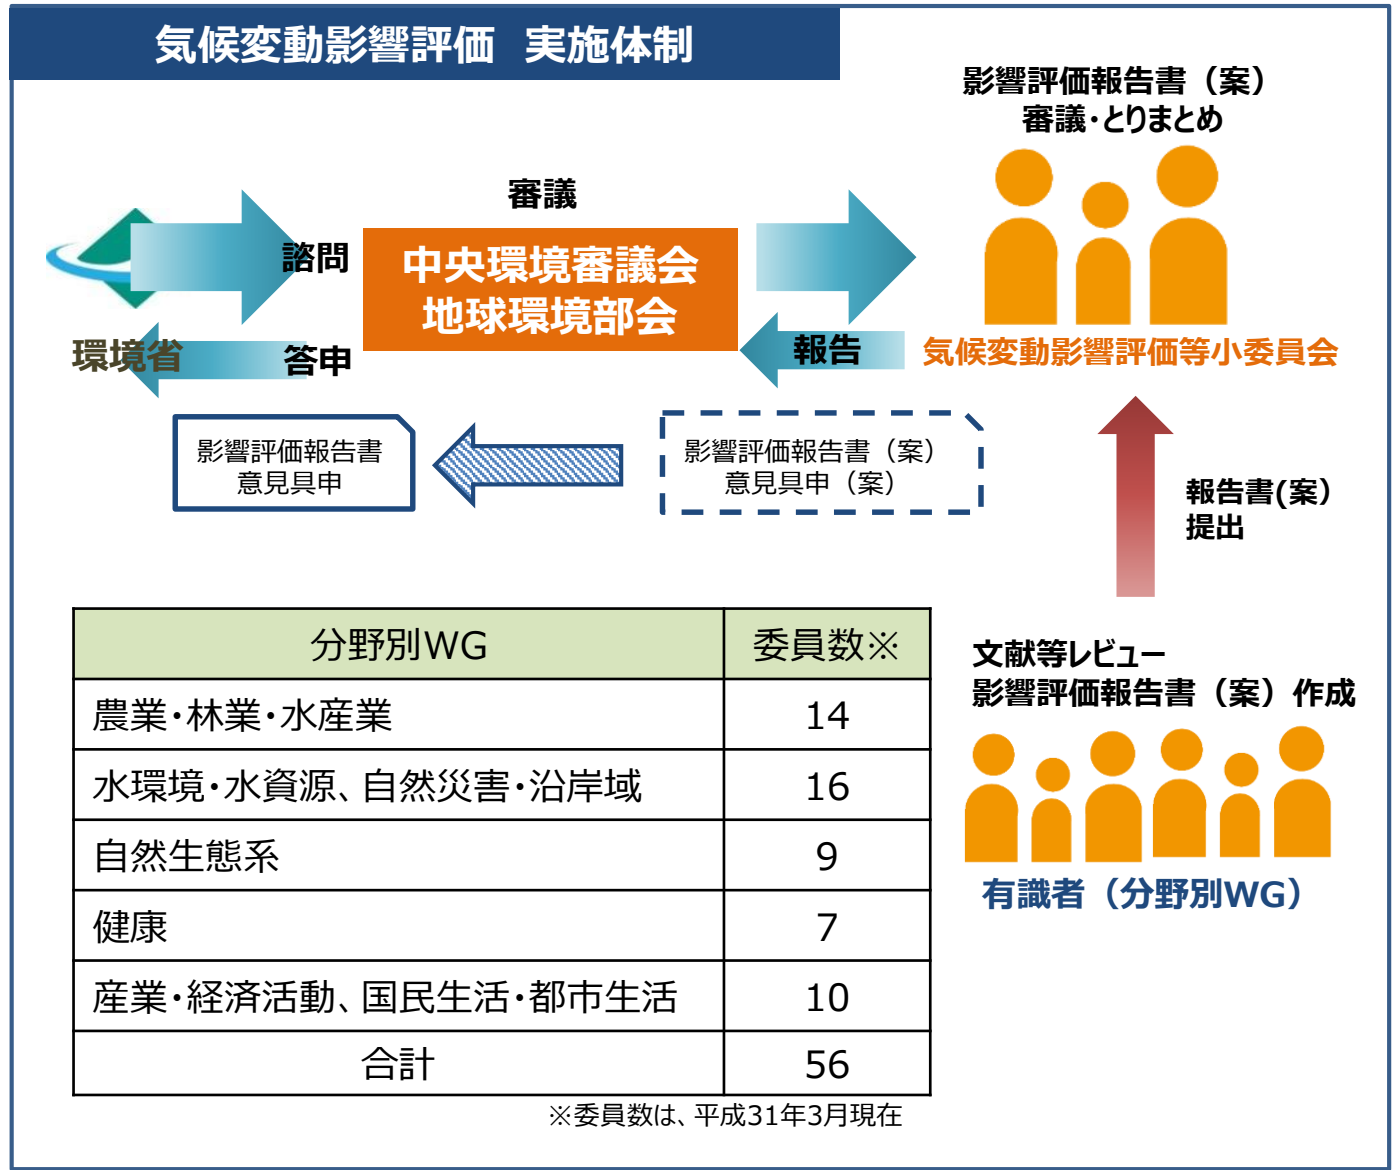 気候変動影響評価 実施体制
影響評価報告書（案）
審議・とりまとめ
審議
諮問
中央環境審議会
地球環境部会
環境省
答申
報告
気候変動影響評価等小委員会
影響評価報告書
意見具申
影響評価報告書（案）
意見具申（案）
報告書(案）
提出
分野別WG 委員数※
農業・林業・水産業 14
水環境・水資源、自然災害・沿岸域 16
自然生態系 9
健康 7
産業・経済活動、国民生活・都市生活 10
合計 56
※委員数は、平成31年3月現在
文献等レビュー
影響評価報告書（案）作成
有識者（分野別WG）